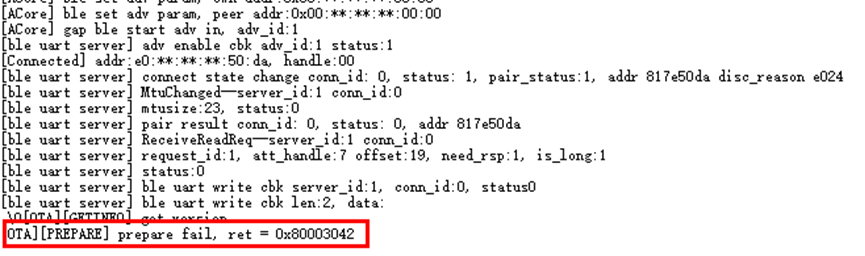 [ACore] ble set adv param, peer addr:0x00:**:**:**:00:00
[ACore] gap ble start adv in, adv_id:1
[ble uart server] adv enable cbk adv_id:1 status:1
[Connected] addr:e0:**:**:**:50:da, handle:00
[ble uart server] connect state change conn_id: 0, status: 1, pair_status:1, addr 817e50da disc_reason e024
[ble uart server] MtuChanged—server_id:1 conn_id:0
[ble uart server] mtusize:23, status:0
[ble uart server] pair result conn_id: 0, status: 0, addr 817e50da
[ble uart server] ReceiveReadReq—server_id:1 conn_id:0
[ble uart server] request_id:1, att_handle:7 offset:19, need_rsp:1, is_long:1
[ble uart server] status:0
[ble uart server] ble uart write cbk server_id:1, conn_id:0, status0
[ble uart server] ble uart write cbk len:2, data:
[OTA][GETINFO] get version
OTA][PREPARE] prepare fail, ret = 0x80003042